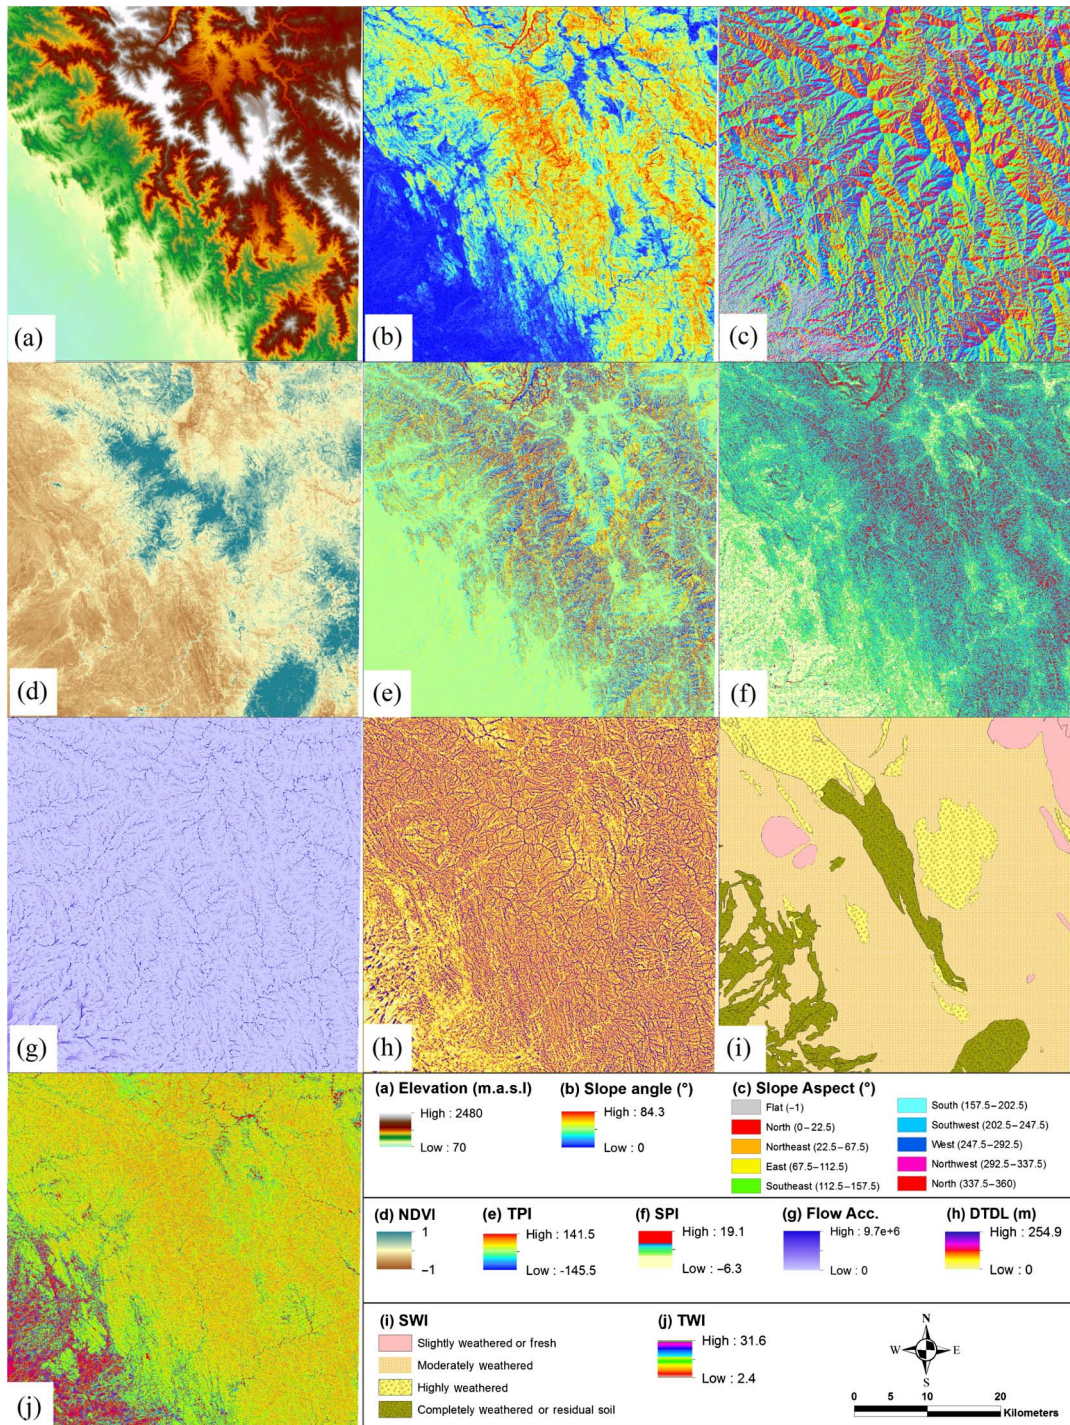 (a)
(b)
(c)
(d)
(e)
(f)
(g)
(h)
(i)
(j)
(a) Elevation (m.a.s.l)
High : 2480
Low : 70
(b) Slope angle (°)
High : 84.3
Low : 0
(c) Slope Aspect (°)
Flat (−1)
North (0−22.5)
Northeast (22.5−67.5)
East (67.5−112.5)
Southeast (112.5−157.5)
South (157.5−202.5)
Southwest (202.5−247.5)
West (247.5−292.5)
Northwest (292.5−337.5)
North (337.5−360)
(d) NDVI
1
−1
(e) TPI
High : 141.5
Low : -145.5
(f) SPI
High : 19.1
Low : −6.3
(g) Flow Acc.
High : 9.7e+6
Low : 0
(h) DTDL (m)
High : 254.9
Low : 0
(i) SWI
Slightly weathered or fresh
Moderately weathered
Highly weathered
Completely weathered or residual soil
(j) TWI
High : 31.6
Low : 2.4
N
W E
S
0 5 10 20
Kilometers